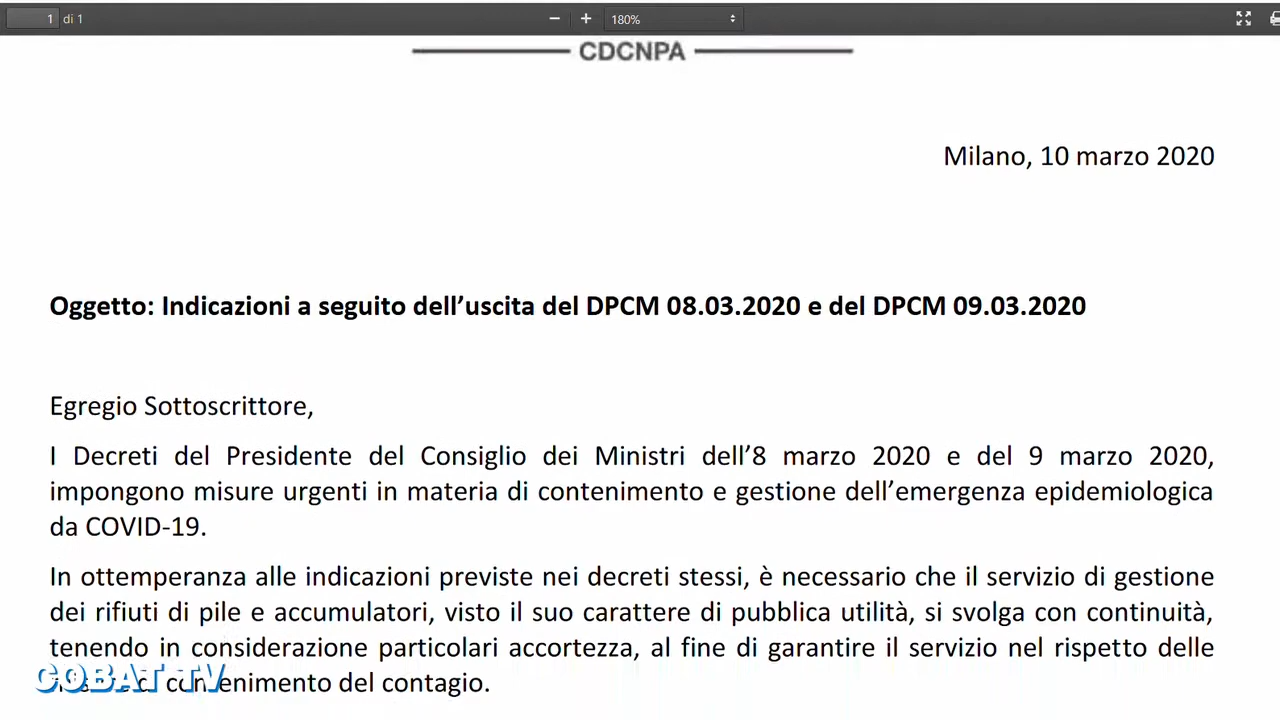 1 di 1 180%
CDCNPA
Milano, 10 marzo 2020
Oggetto: Indicazioni a seguito dell’uscita del DPCM 08.03.2020 e del DPCM 09.03.2020
Egregio Sottoscrittore,
I Decreti del Presidente del Consiglio dei Ministri dell’8 marzo 2020 e del 9 marzo 2020,
impongono misure urgenti in materia di contenimento e gestione dell’emergenza epidemiologica
da COVID-19.
In ottemperanza alle indicazioni previste nei decreti stessi, è necessario che il servizio di gestione
dei rifiuti di pile e accumulatori, visto il suo carattere di pubblica utilità, si svolga con continuità,
tenendo in considerazione particolari accortezza, al fine di garantire il servizio nel rispetto delle
contenimento del contagio.
COBAT TV